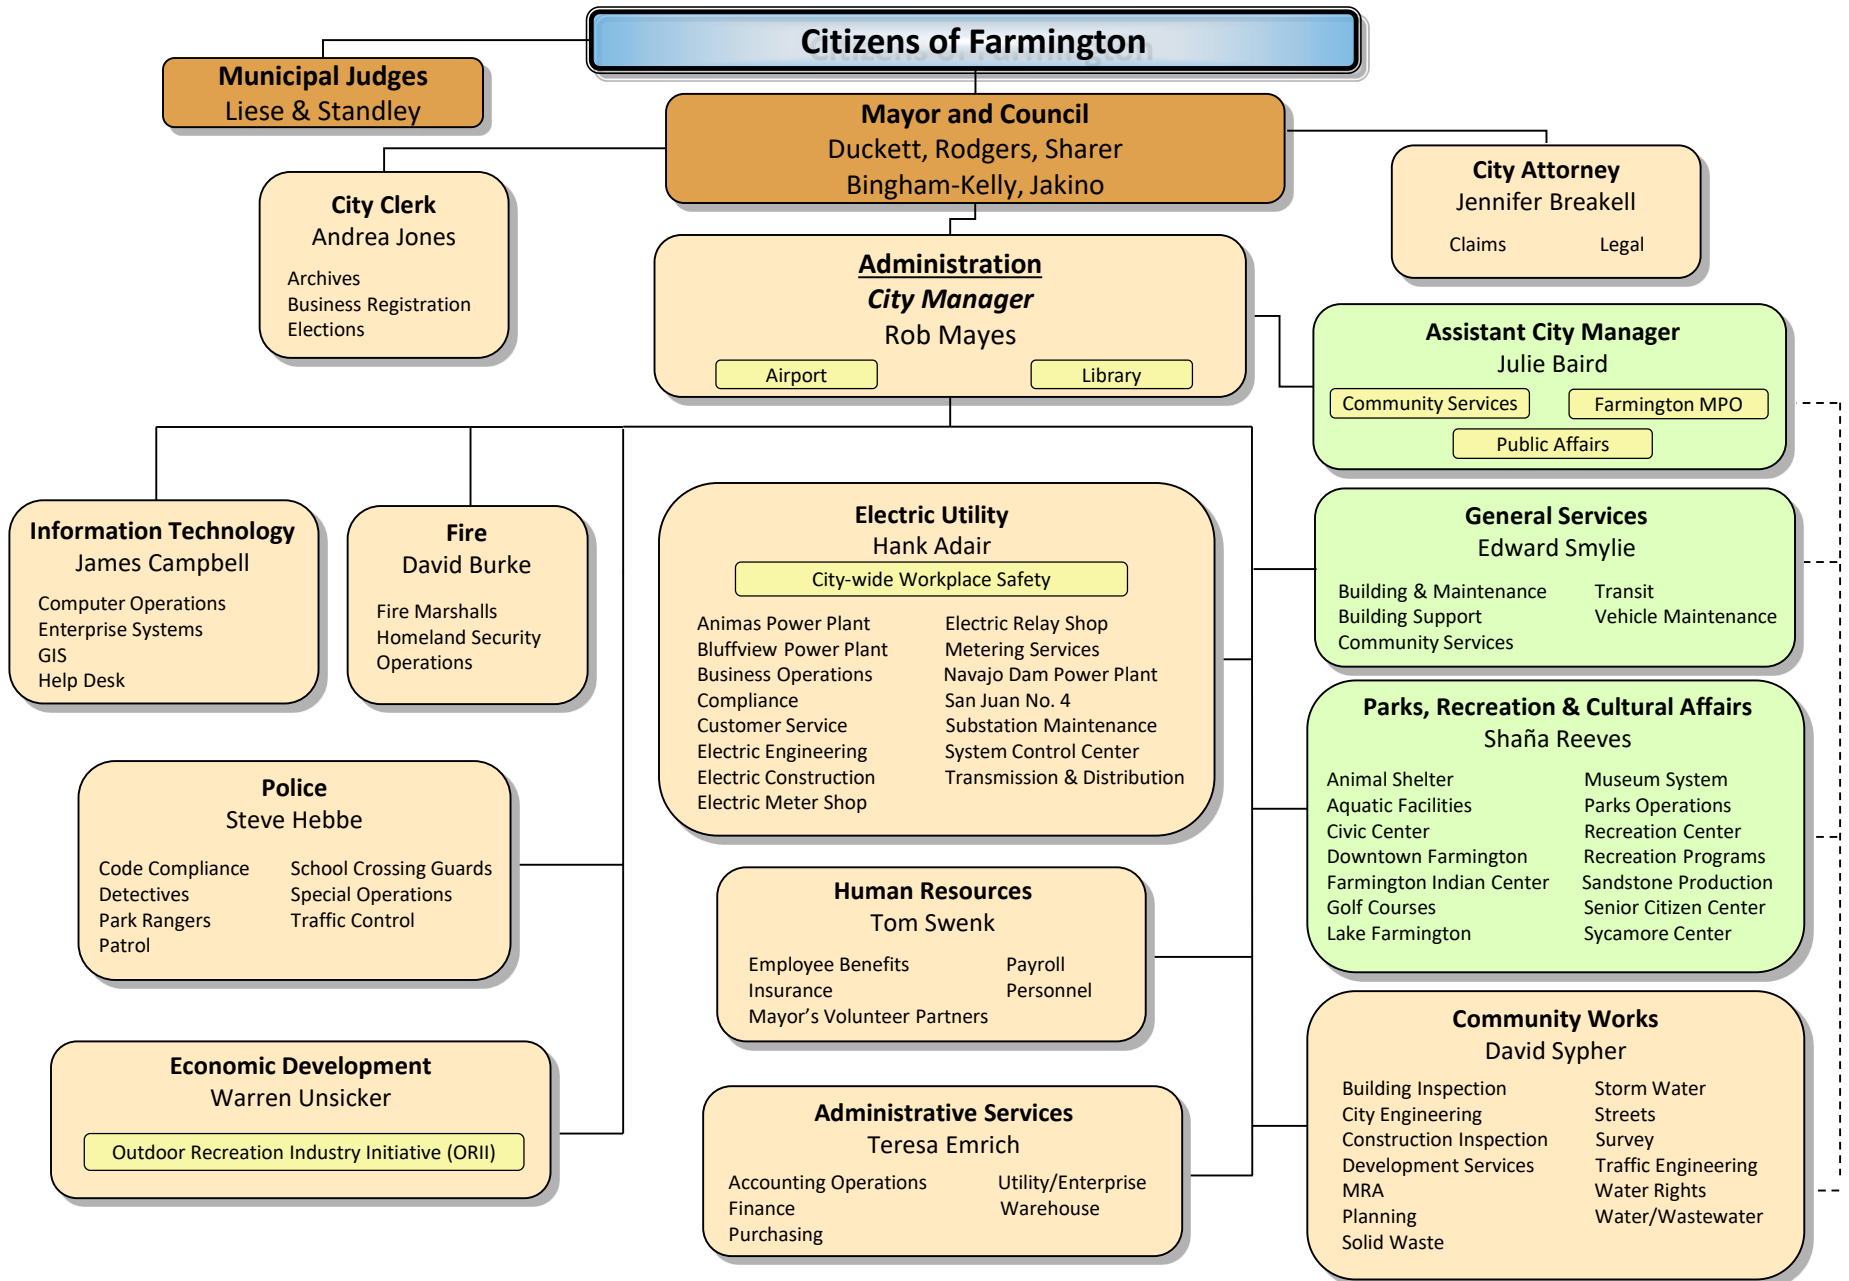 Citizens of Farmington
Municipal Judges
Liese & Standley
Mayor and Council
Duckett, Rodgers, Sharer
Bingham-Kelly, Jakino
City Clerk
Andrea Jones
Archives
Business Registration
Elections
City Attorney
Jennifer Breakell
Claims Legal
Administration
City Manager
Rob Mayes
Airport Library
Assistant City Manager
Julie Baird
Community Services Farmington MPO
Public Affairs
Information Technology
James Campbell
Computer Operations
Enterprise Systems
GIS
Help Desk
Fire
David Burke
Fire Marshalls
Homeland Security
Operations
Electric Utility
Hank Adair
City-wide Workplace Safety
Animas Power Plant Electric Relay Shop
Bluffview Power Plant Metering Services
Business Operations Navajo Dam Power Plant
Compliance San Juan No. 4
Customer Service Substation Maintenance
Electric Engineering System Control Center
Electric Construction Transmission & Distribution
Electric Meter Shop
General Services
Edward Smylie
Building & Maintenance Transit
Building Support Vehicle Maintenance
Community Services
Parks, Recreation & Cultural Affairs
Shaña Reeves
Animal Shelter Museum System
Aquatic Facilities Parks Operations
Civic Center Recreation Center
Downtown Farmington Recreation Programs
Farmington Indian Center Sandstone Production
Golf Courses Senior Citizen Center
Lake Farmington Sycamore Center
Police
Steve Hebbe
Code Compliance School Crossing Guards
Detectives Special Operations
Park Rangers Traffic Control
Patrol
Human Resources
Tom Swenk
Employee Benefits Payroll
Insurance Personnel
Mayor's Volunteer Partners
Community Works
David Sypher
Building Inspection Storm Water
City Engineering Streets
Construction Inspection Survey
Development Services Traffic Engineering
MRA Water Rights
Planning Water/Wastewater
Solid Waste
Economic Development
Warren Unsicker
Outdoor Recreation Industry Initiative (ORII)
Administrative Services
Teresa Emrich
Accounting Operations Utility/Enterprise
Finance Warehouse
Purchasing